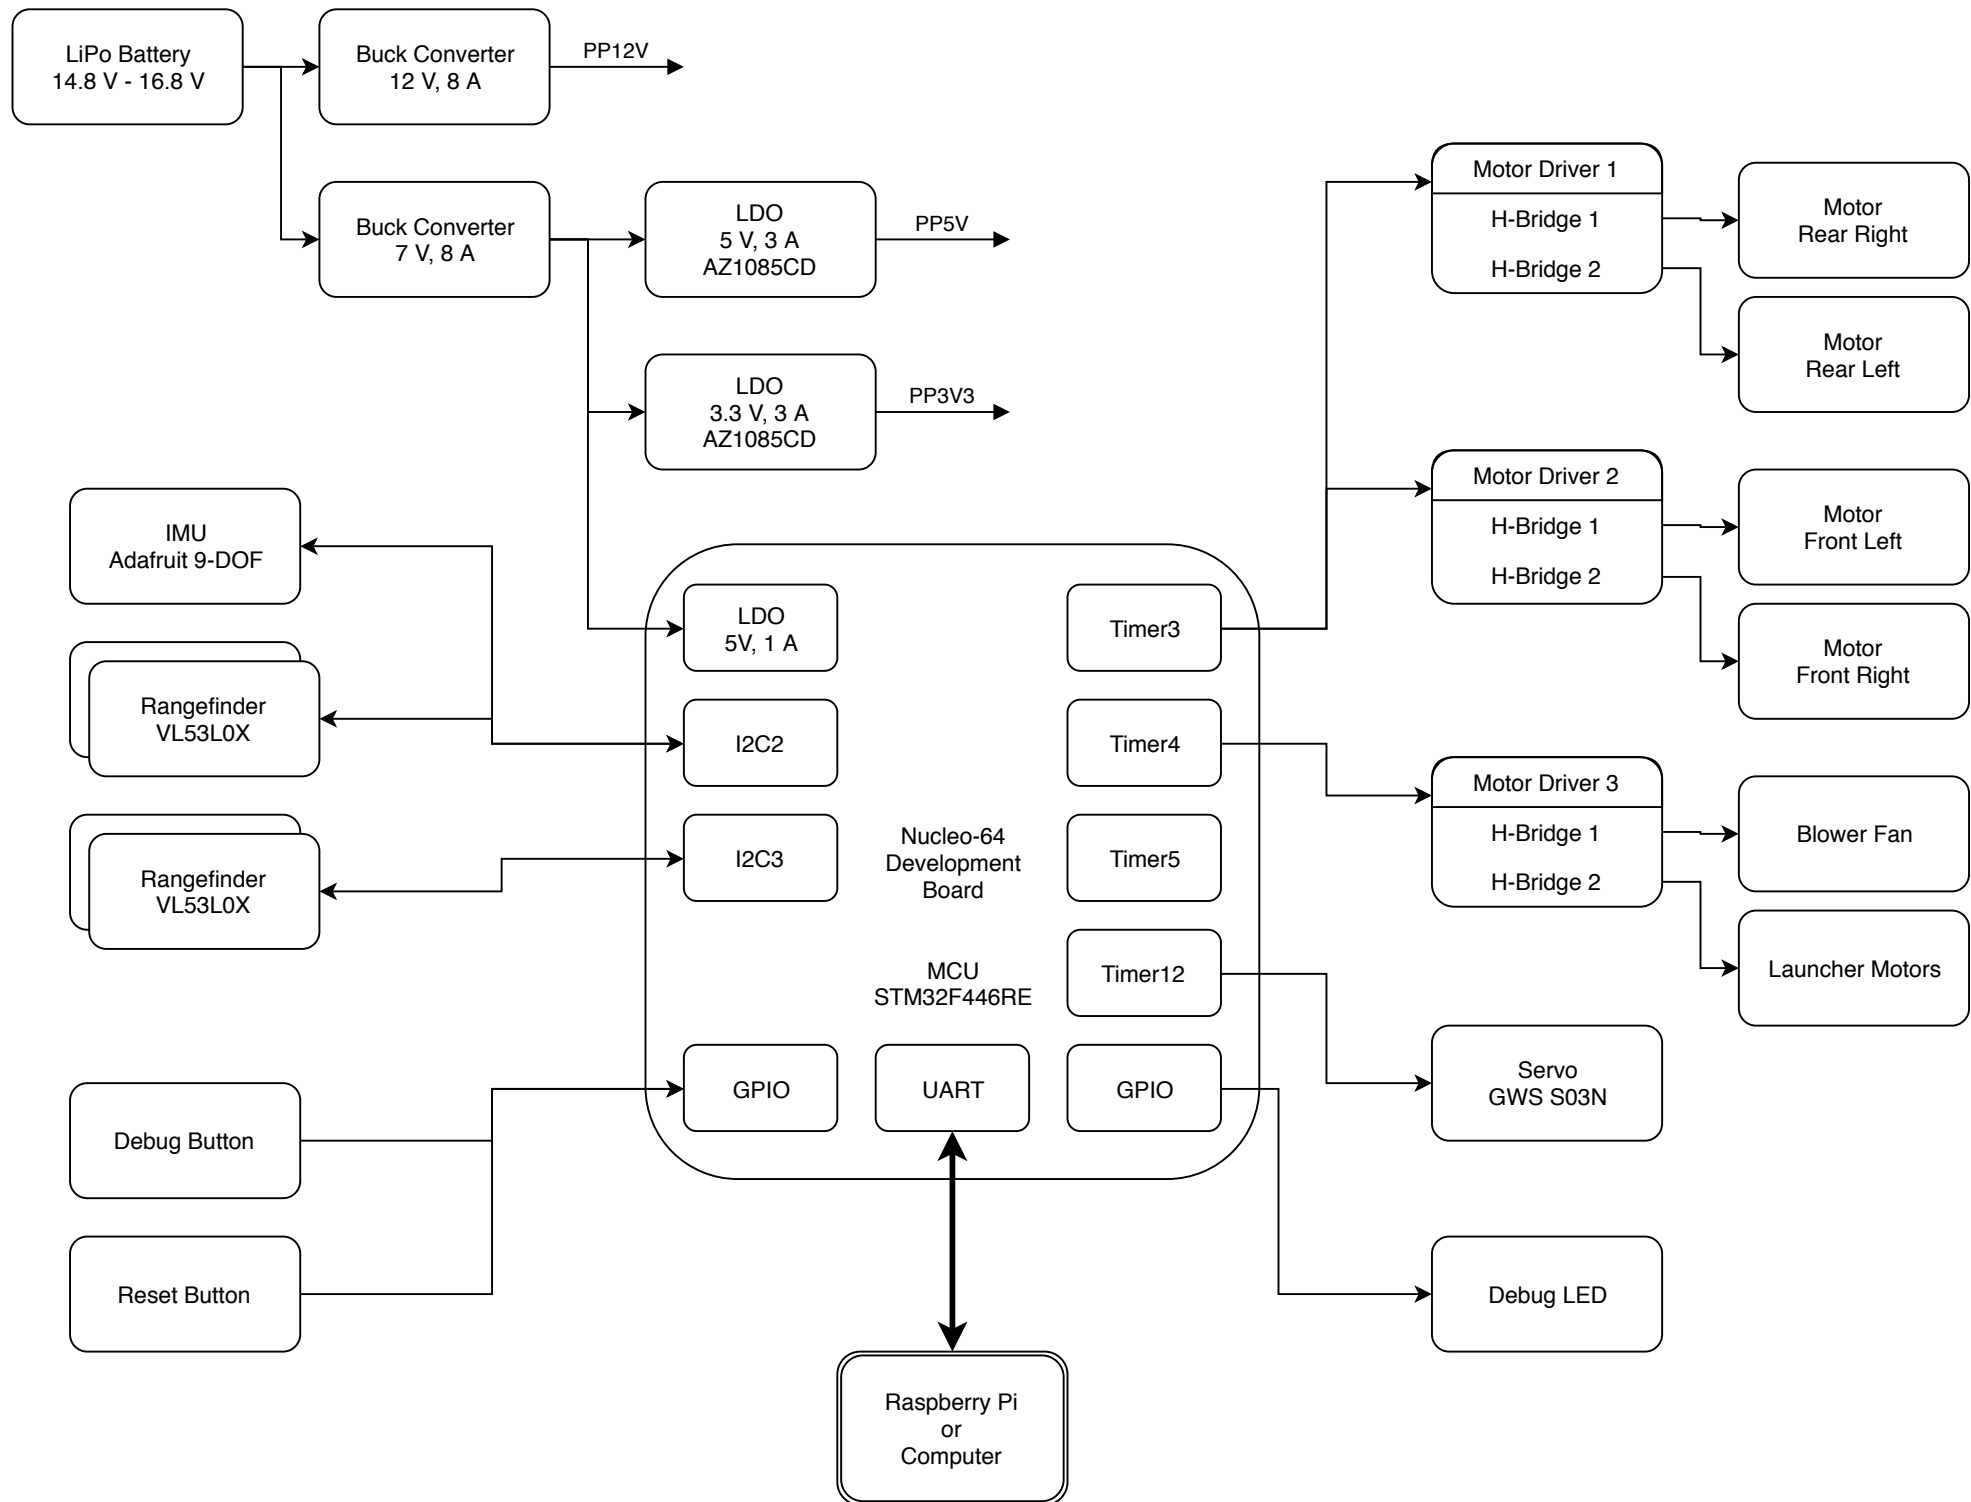 LiPo Battery
14.8 V - 16.8 V
Buck Converter
12 V, 8 A
PP12V
Buck Converter
7 V, 8 A
LDO
5 V, 3 A
AZ1085CD
PP5V
LDO
3.3 V, 3 A
AZ1085CD
PP3V3
IMU
Adafruit 9-DOF
Rangefinder
VL53L0X
Rangefinder
VL53L0X
Debug Button
Reset Button
LDO
5V, 1 A
I2C2
I2C3
GPIO
Nucleo-64
Development
Board
MCU
STM32F446RE
UART
Timer3
Timer4
Timer5
Timer12
GPIO
Raspberry Pi
or
Computer
Motor Driver 1
H-Bridge 1
H-Bridge 2
Motor
Rear Right
Motor
Rear Left
Motor Driver 2
H-Bridge 1
H-Bridge 2
Motor
Front Left
Motor
Front Right
Motor Driver 3
H-Bridge 1
H-Bridge 2
Blower Fan
Launcher Motors
Servo
GWS S03N
Debug LED